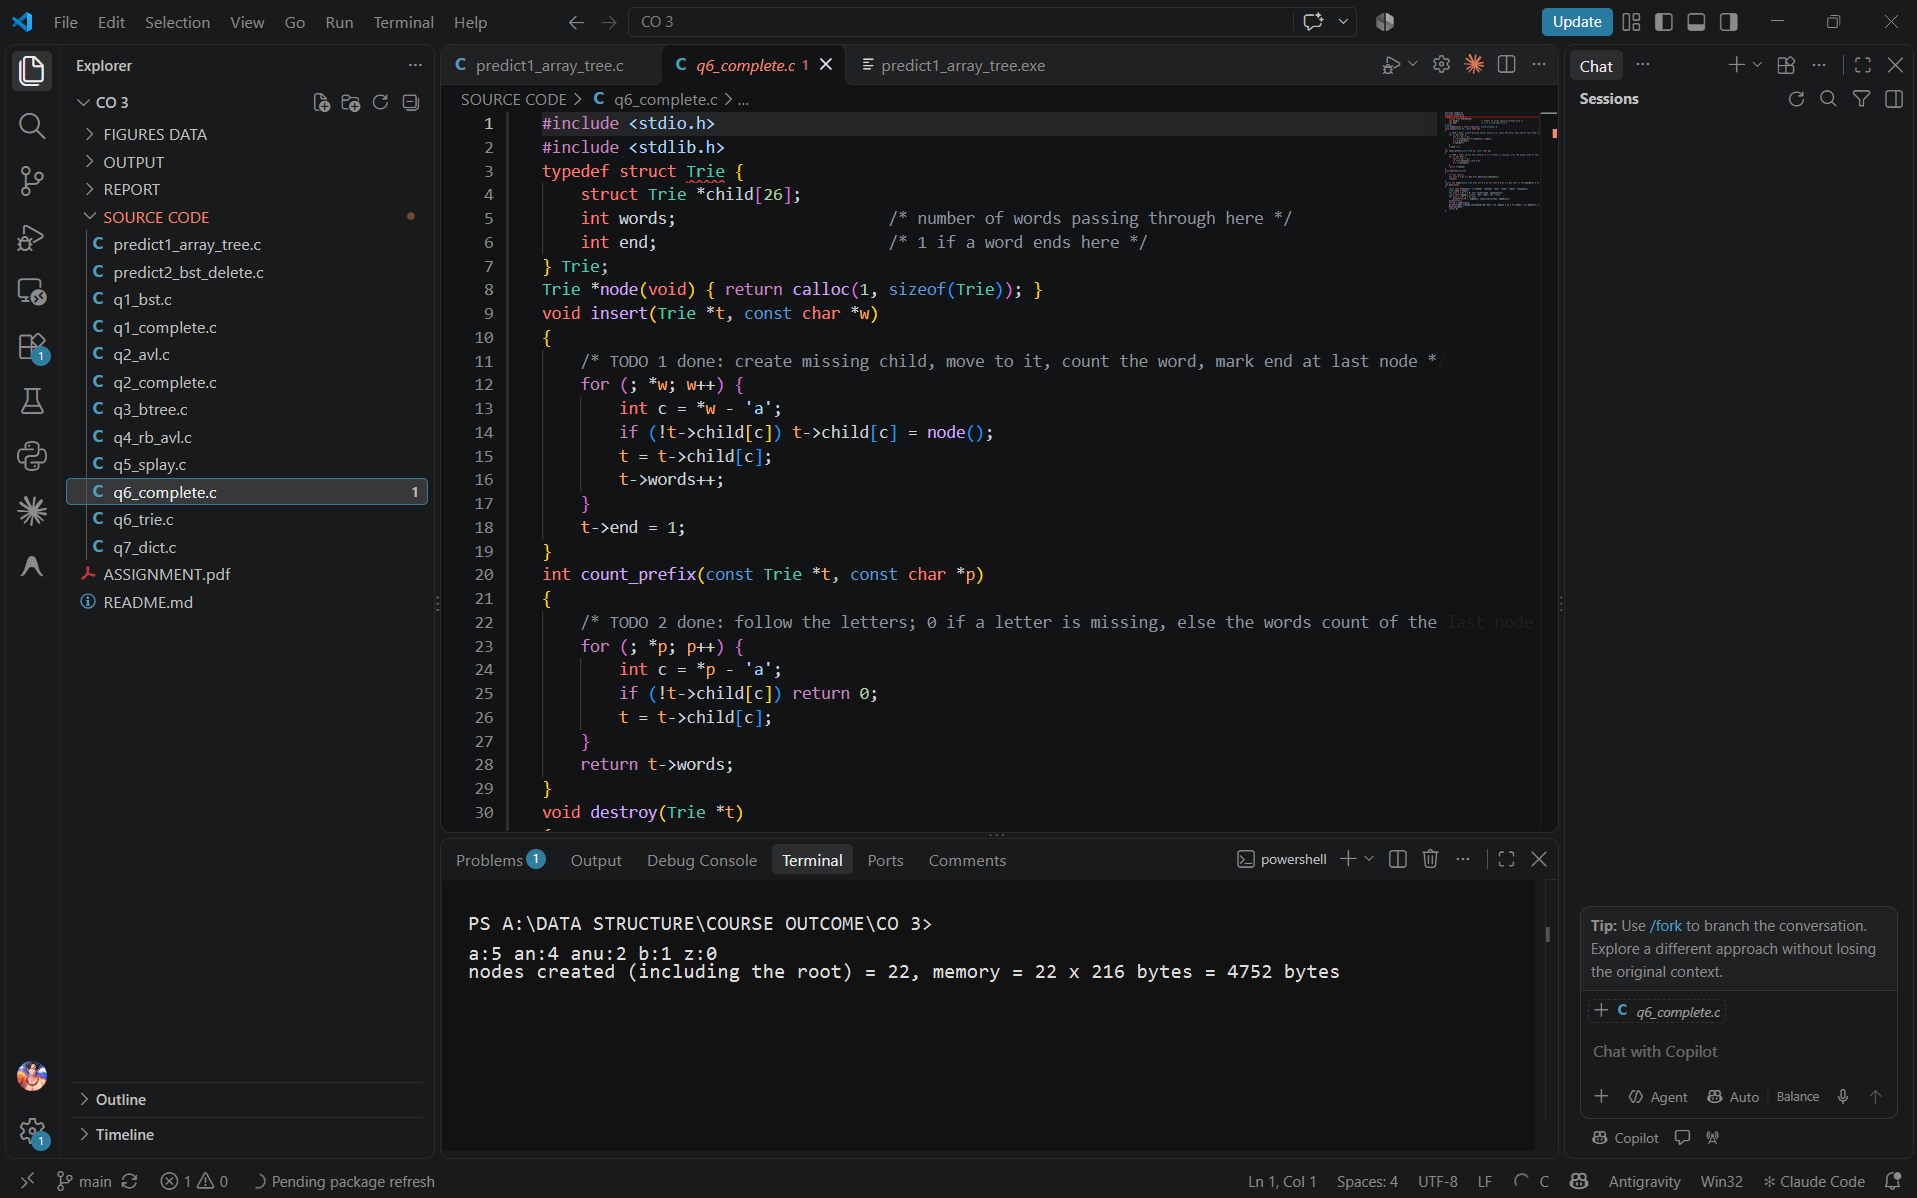 File Edit Selection View Go Run Terminal Help
CO 3
Update
Explorer
CO 3
FIGURES DATA
OUTPUT
REPORT
SOURCE CODE
C predict1_array_tree.c
C predict2_bst_delete.c
C q1_bst.c
C q1_complete.c
C q2_avl.c
C q2_complete.c
C q3_btree.c
C q4_rb_avl.c
C q5_splay.c
C q6_complete.c 1
C q6_trie.c
C q7_dict.c
ASSIGNMENT.pdf
README.md
Outline
Timeline
1
1
C predict1_array_tree.c
C q6_complete.c 1
predict1_array_tree.exe
SOURCE CODE > C q6_complete.c > ...
1 #include <stdio.h>
2 #include <stdlib.h>
3 typedef struct Trie {
4 struct Trie *child[26];
5 int words; /* number of words passing through here */
6 int end; /* 1 if a word ends here */
7 } Trie;
8 Trie *node(void) { return calloc(1, sizeof(Trie)); }
9 void insert(Trie *t, const char *w)
10 {
11 /* TODO 1 done: create missing child, move to it, count the word, mark end at last node */
12 for (; *w; w++) {
13 int c = *w - 'a';
14 if (!t->child[c]) t->child[c] = node();
15 t = t->child[c];
16 t->words++;
17 }
18 t->end = 1;
19 }
20 int count_prefix(const Trie *t, const char *p)
21 {
22 /* TODO 2 done: follow the letters; 0 if a letter is missing, else the words count of the last node
23 for (; *p; p++) {
24 int c = *p - 'a';
25 if (!t->child[c]) return 0;
26 t = t->child[c];
27 }
28 return t->words;
29 }
30 void destroy(Trie *t)
Problems 1 Output Debug Console Terminal Ports Comments
powershell
PS A:\DATA STRUCTURE\COURSE OUTCOME\CO 3>
a:5 an:4 anu:2 b:1 z:0
nodes created (including the root) = 22, memory = 22 x 216 bytes = 4752 bytes
Chat
Sessions
Tip: Use /fork to branch the conversation.
Explore a different approach without losing
the original context.
C q6_complete.c
Chat with Copilot
Agent Auto Balance
Copilot
main 1 0 Pending package refresh
Ln 1, Col 1 Spaces: 4 UTF-8 LF C Antigravity Win32 Claude Code